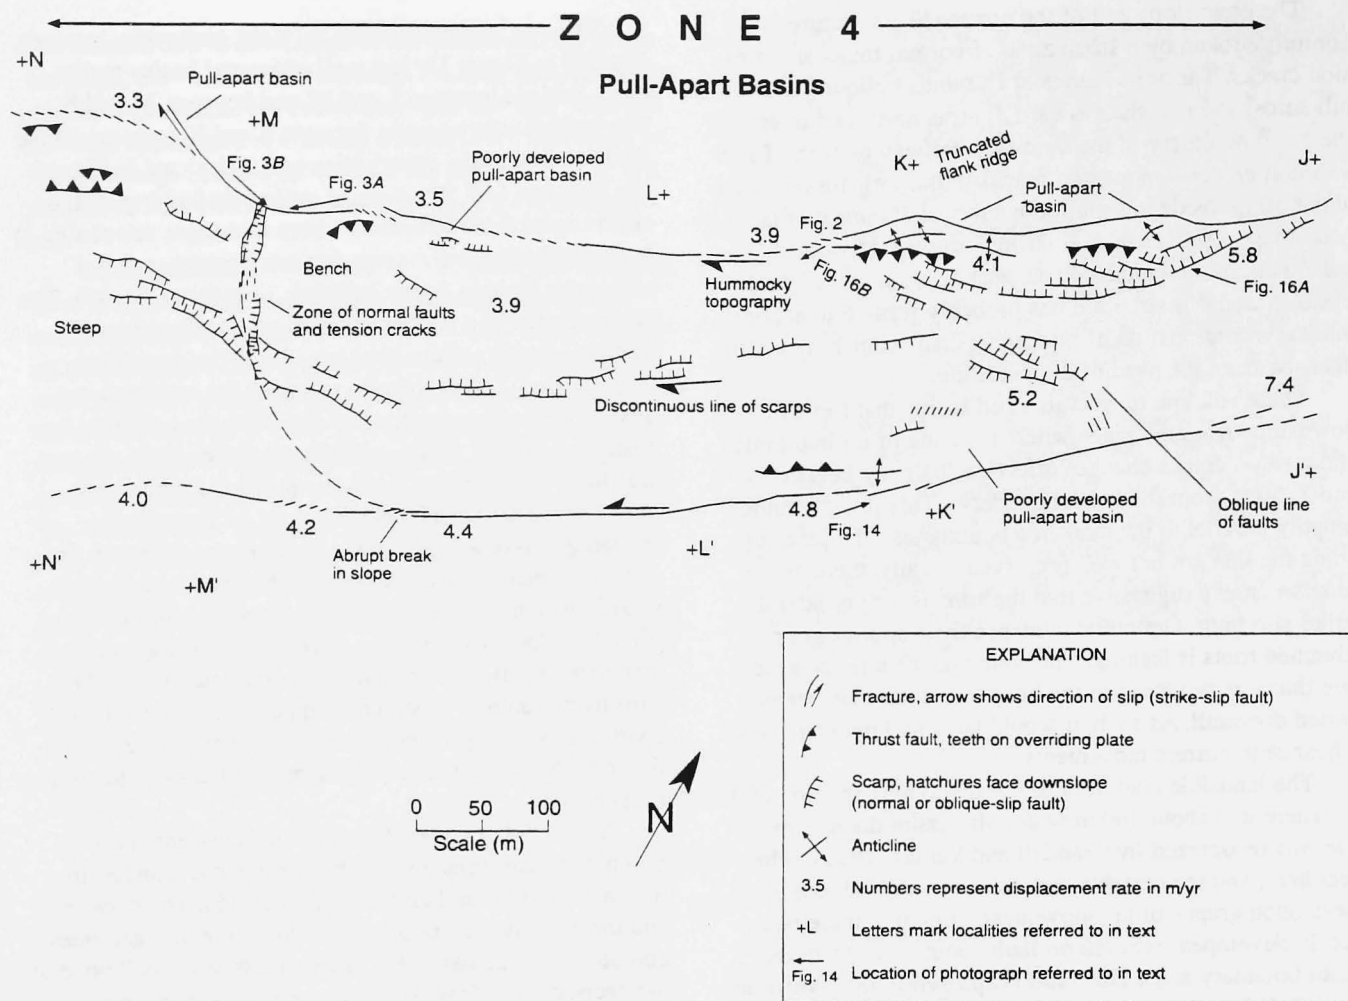 ZONE 4
Pull-Apart Basins
+N
Pull-apart basin
3.3
+M
Fig. 3B
Fig. 3A
Poorly developed
pull-apart basin
3.5
L+
K+
Truncated
flank ridge
J+
Pull-apart
basin
3.9
Fig. 2
4.1
5.8
Fig. 16A
Fig. 16B
Hummocky
topography
Bench
3.9
Zone of normal faults
and tension cracks
Steep
Discontinuous line of scarps
5.2
7.4
J'+
4.0
4.2
4.4
4.8
Fig. 14
+K'
Poorly developed
pull-apart basin
Oblique line
of faults
Abrupt break
in slope
+L'
+N'
+M'
EXPLANATION
Fracture, arrow shows direction of slip (strike-slip fault)
Thrust fault, teeth on overriding plate
Scarp, hatchures face downslope
(normal or oblique-slip fault)
Anticline
3.5 Numbers represent displacement rate in m/yr
+L' Letters mark localities referred to in text
Fig. 14 Location of photograph referred to in text
0 50 100
Scale (m)
N